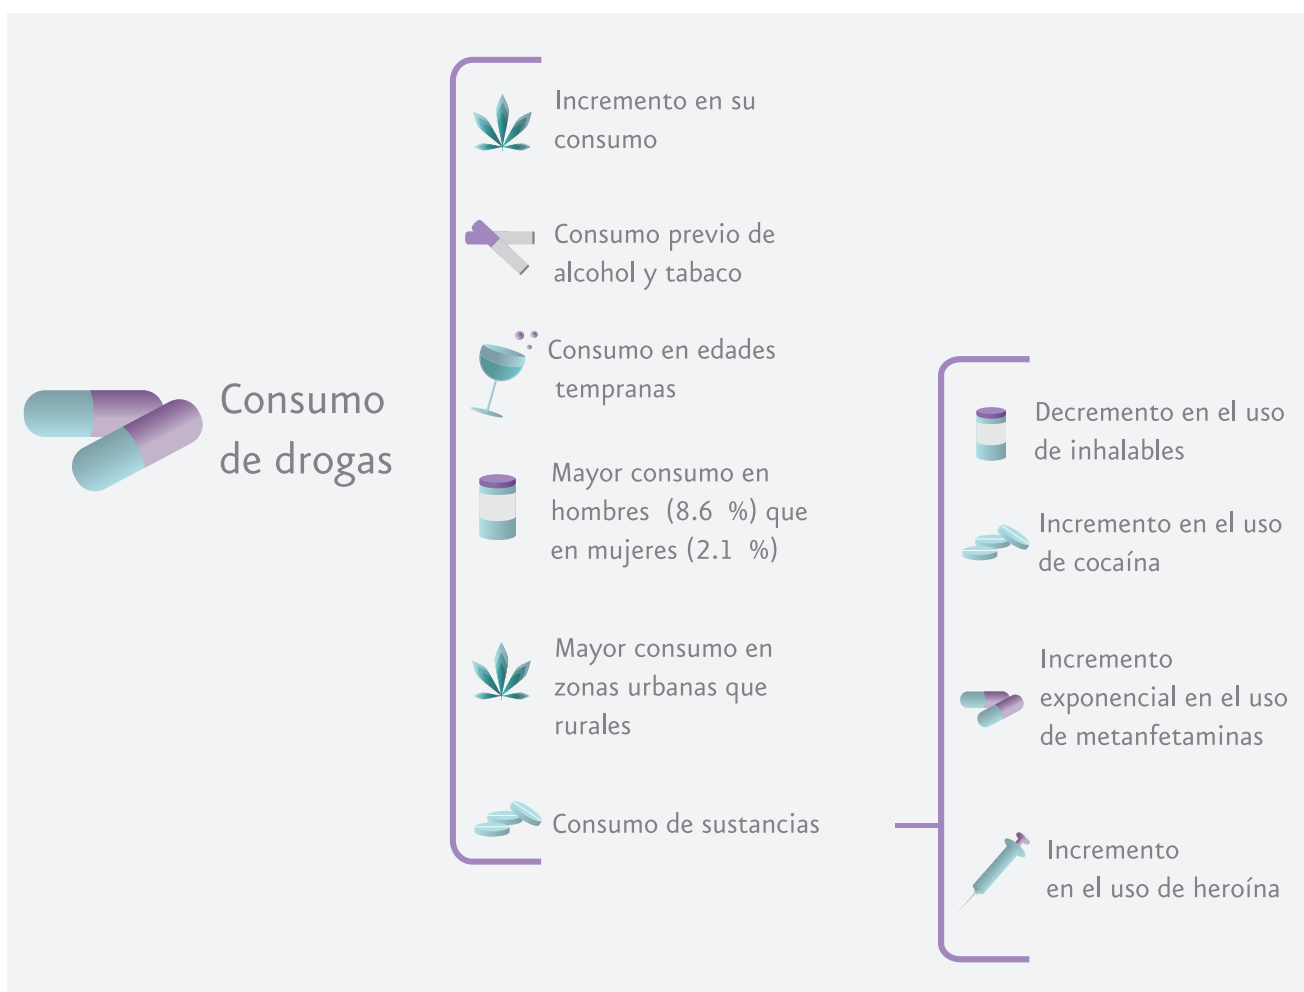 Consumo
de drogas
Incremento en su
consumo
Consumo previo de
alcohol y tabaco
Consumo en edades
tempranas
Mayor consumo en
hombres (8.6 %) que
en mujeres (2.1 %)
Mayor consumo en
zonas urbanas que
rurales
Consumo de sustancias
Decremento en el uso
de inhalables
Incremento en el uso
de cocaína
Incremento
exponencial en el uso
de metanfetaminas
Incremento
en el uso de heroína